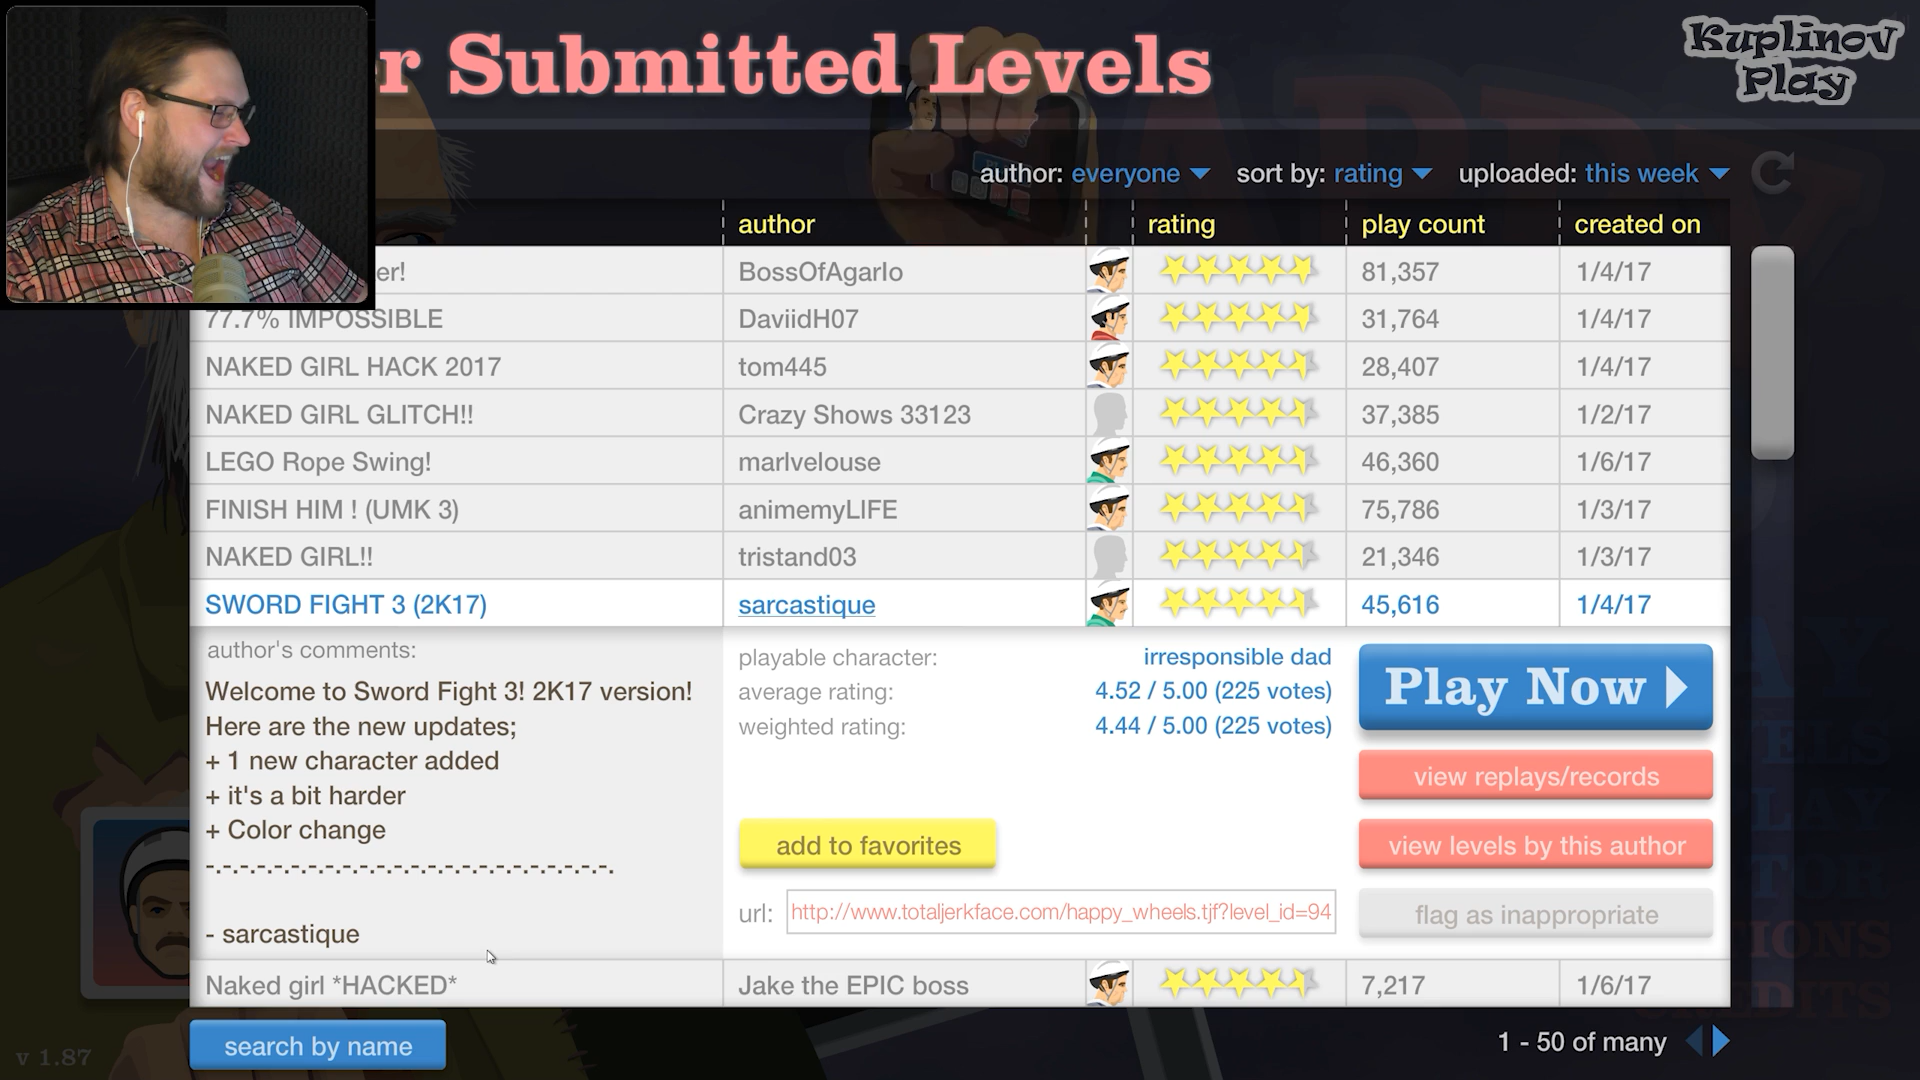 r Submitted Levels
Kuplinov
Play
author: everyone sort by: rating uploaded: this week
author rating play count created on
er! BossOfAgarIo 81,357 1/4/17
77.7% IMPOSSIBLE DaviidH07 31,764 1/4/17
NAKED GIRL HACK 2017 tom445 28,407 1/4/17
NAKED GIRL GLITCH!! Crazy Shows 33123 37,385 1/2/17
LEGO Rope Swing! marlvelouse 46,360 1/6/17
FINISH HIM ! (UMK 3) animemyLIFE 75,786 1/3/17
NAKED GIRL!! tristand03 21,346 1/3/17
SWORD FIGHT 3 (2K17) sarcastique 45,616 1/4/17
author's comments:
Welcome to Sword Fight 3! 2K17 version!
Here are the new updates;
+ 1 new character added
+ it's a bit harder
+ Color change
-.-.-.-.-.-.-.-.-.-.-.-.-.-.-.-.-.-.-.-.-.-.-.-.
- sarcastique
playable character: irresponsible dad
average rating: 4.52 / 5.00 (225 votes)
weighted rating: 4.44 / 5.00 (225 votes)
add to favorites
url: http://www.totaljerkface.com/happy_wheels.tjf?level_id=94
Play Now
view replays/records
view levels by this author
flag as inappropriate
Naked girl *HACKED* Jake the EPIC boss 7,217 1/6/17
search by name
1 - 50 of many
v 1.87